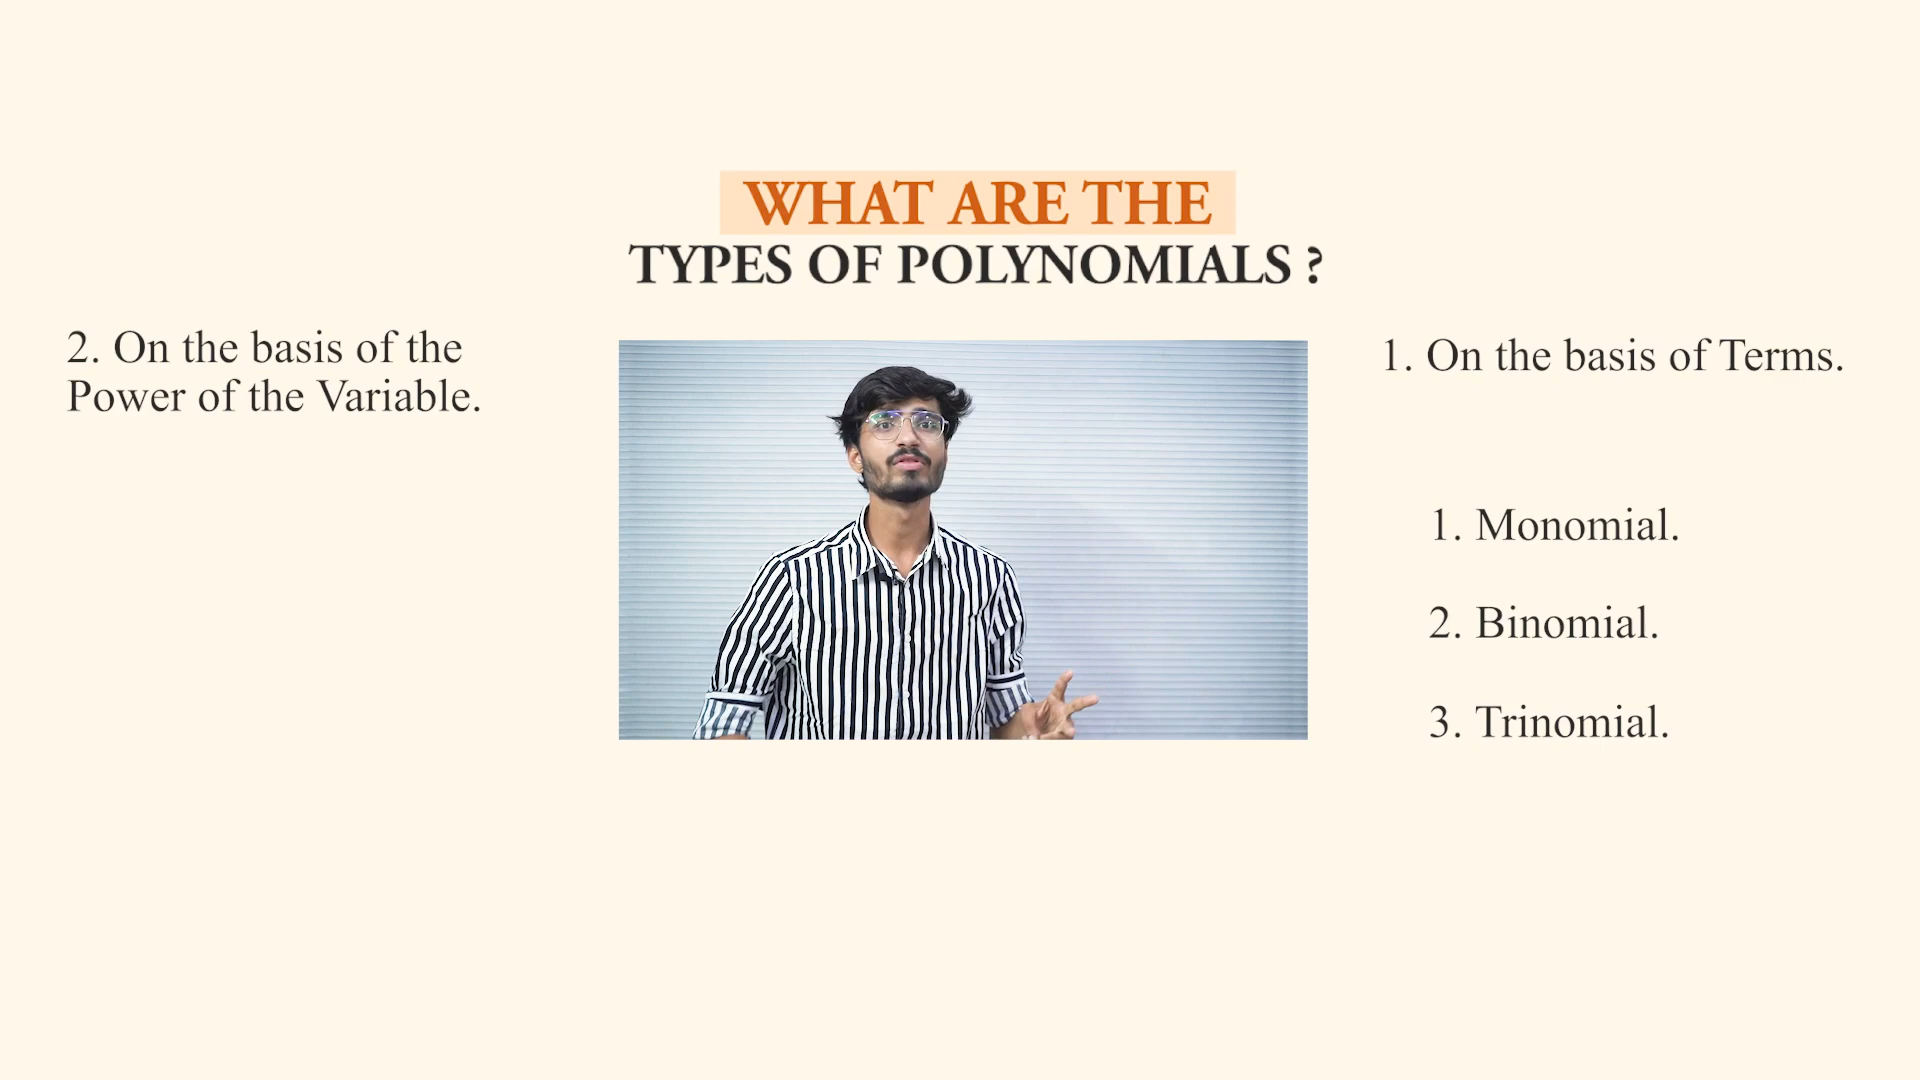 WHAT ARE THE
TYPES OF POLYNOMIALS ?
2. On the basis of the
Power of the Variable.
1. On the basis of Terms.
1. Monomial.
2. Binomial.
3. Trinomial.